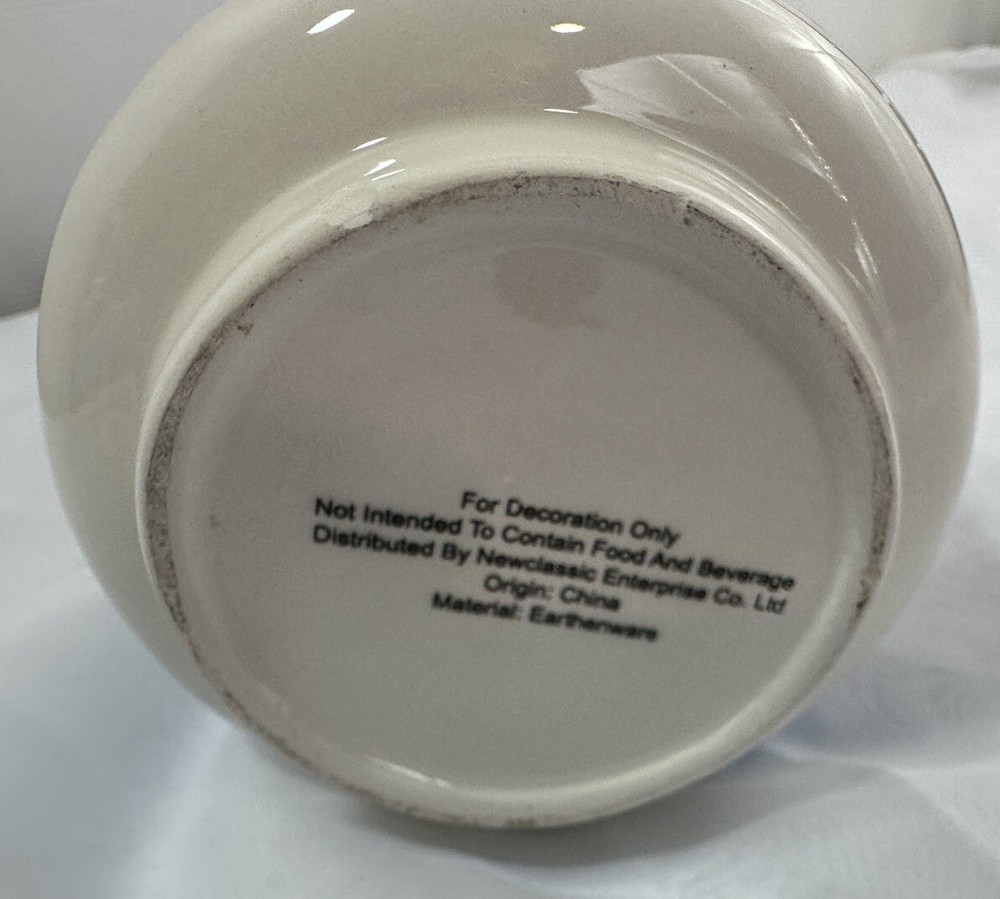 For Decoration Only
Not Intended To Contain Food And Beverage
Distributed By Newclassic Enterprise Co. Ltd
Origin: China
Material: Earthenware